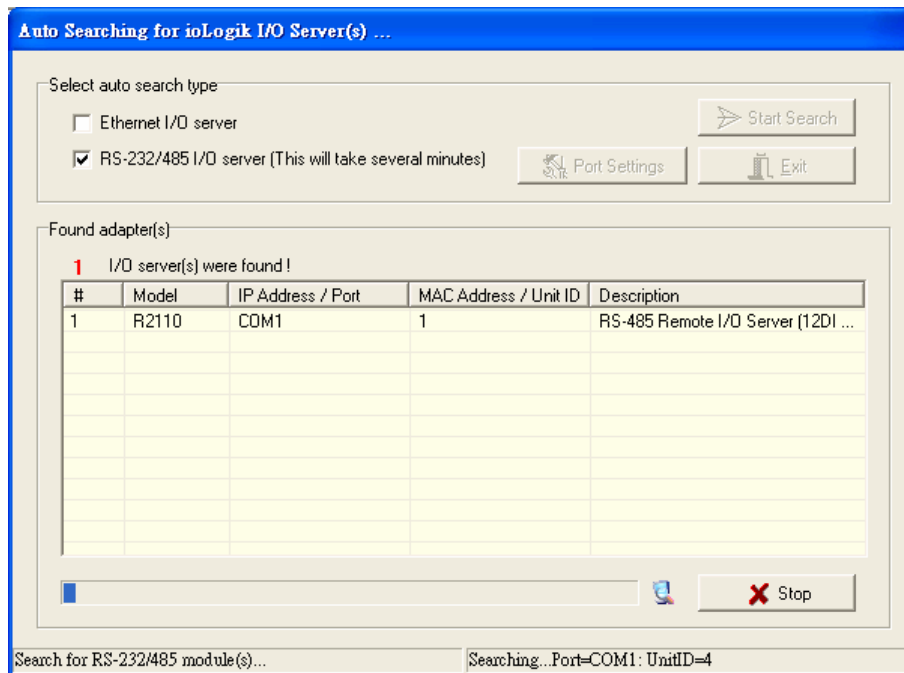 Auto Searching for ioLogik I/O Server(s) ...
Select auto search type
Ethernet I/O server
Start Search
RS-232/485 I/O server (This will take several minutes)
Port Settings
Exit
Found adapter(s)
1 I/O server(s) were found !
# Model IP Address / Port MAC Address / Unit ID Description
1 R2110 COM1 1 RS-485 Remote I/O Server (12DI ...
Stop
Search for RS-232/485 module(s)... Searching...Port=COM1: UnitID=4